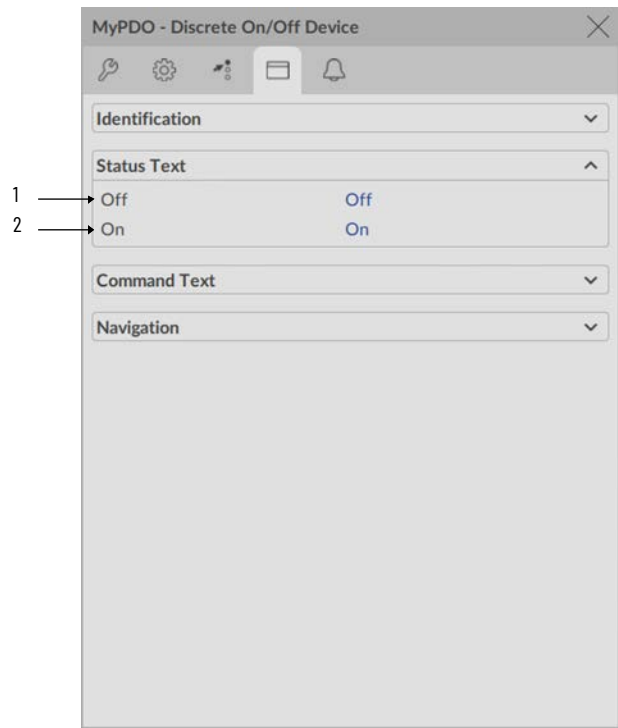 MyPDO - Discrete On/Off Device
Identification
Status Text
1 Off Off
2 On On
Command Text
Navigation